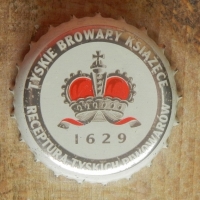 TYSKIE BROWARY KSIĄŻĘCE
1629
RECEPTURA TYSKICH PIWOWARÓW